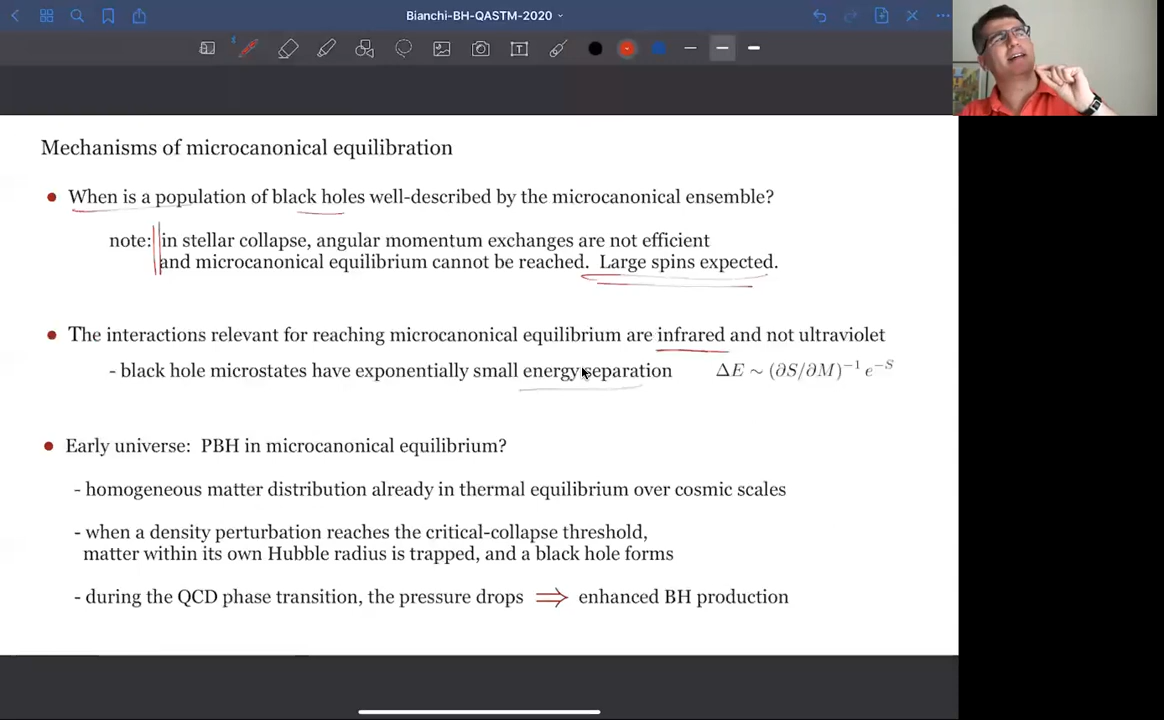 Bianchi-BH-QASTM-2020
T
Mechanisms of microcanonical equilibration
• When is a population of black holes well-described by the microcanonical ensemble?
note: in stellar collapse, angular momentum exchanges are not efficient
and microcanonical equilibrium cannot be reached. Large spins expected.
• The interactions relevant for reaching microcanonical equilibrium are infrared and not ultraviolet
- black hole microstates have exponentially small energy separation ΔE ∼ (∂S/∂M)⁻¹ e⁻ˢ
• Early universe: PBH in microcanonical equilibrium?
- homogeneous matter distribution already in thermal equilibrium over cosmic scales
- when a density perturbation reaches the critical-collapse threshold,
matter within its own Hubble radius is trapped, and a black hole forms
- during the QCD phase transition, the pressure drops ⟹ enhanced BH production